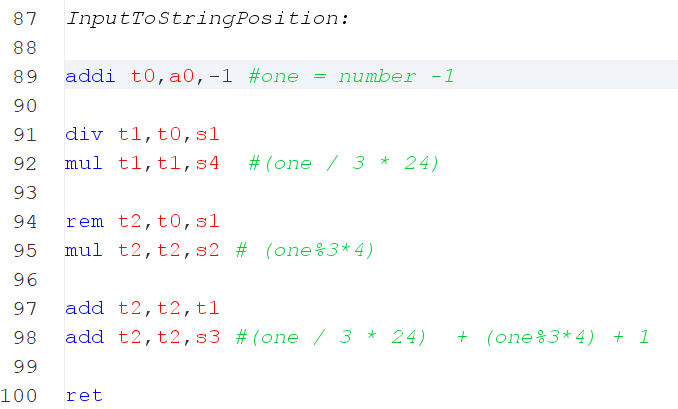 87 InputToStringPosition:
88
89 addi t0,a0,-1 #one = number -1
90
91 div t1,t0,s1
92 mul t1,t1,s4  #(one / 3 * 24)
93
94 rem t2,t0,s1
95 mul t2,t2,s2 # (one%3*4)
96
97 add t2,t2,t1
98 add t2,t2,s3 #(one / 3 * 24)  + (one%3*4) + 1
99
100 ret